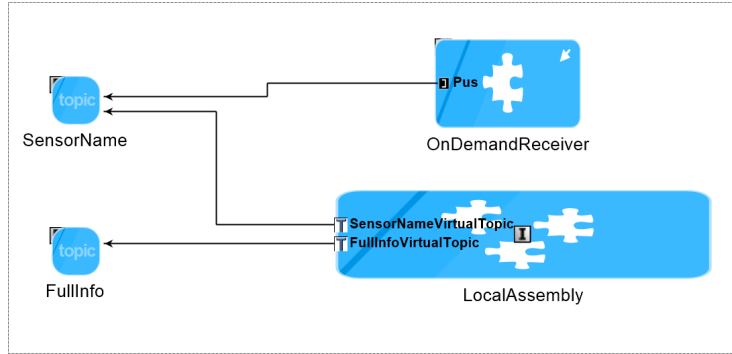 topic
SensorName
Pus
OnDemandReceiver
SensorNameVirtualTopic
FullInfoVirtualTopic
I
LocalAssembly
topic
FullInfo